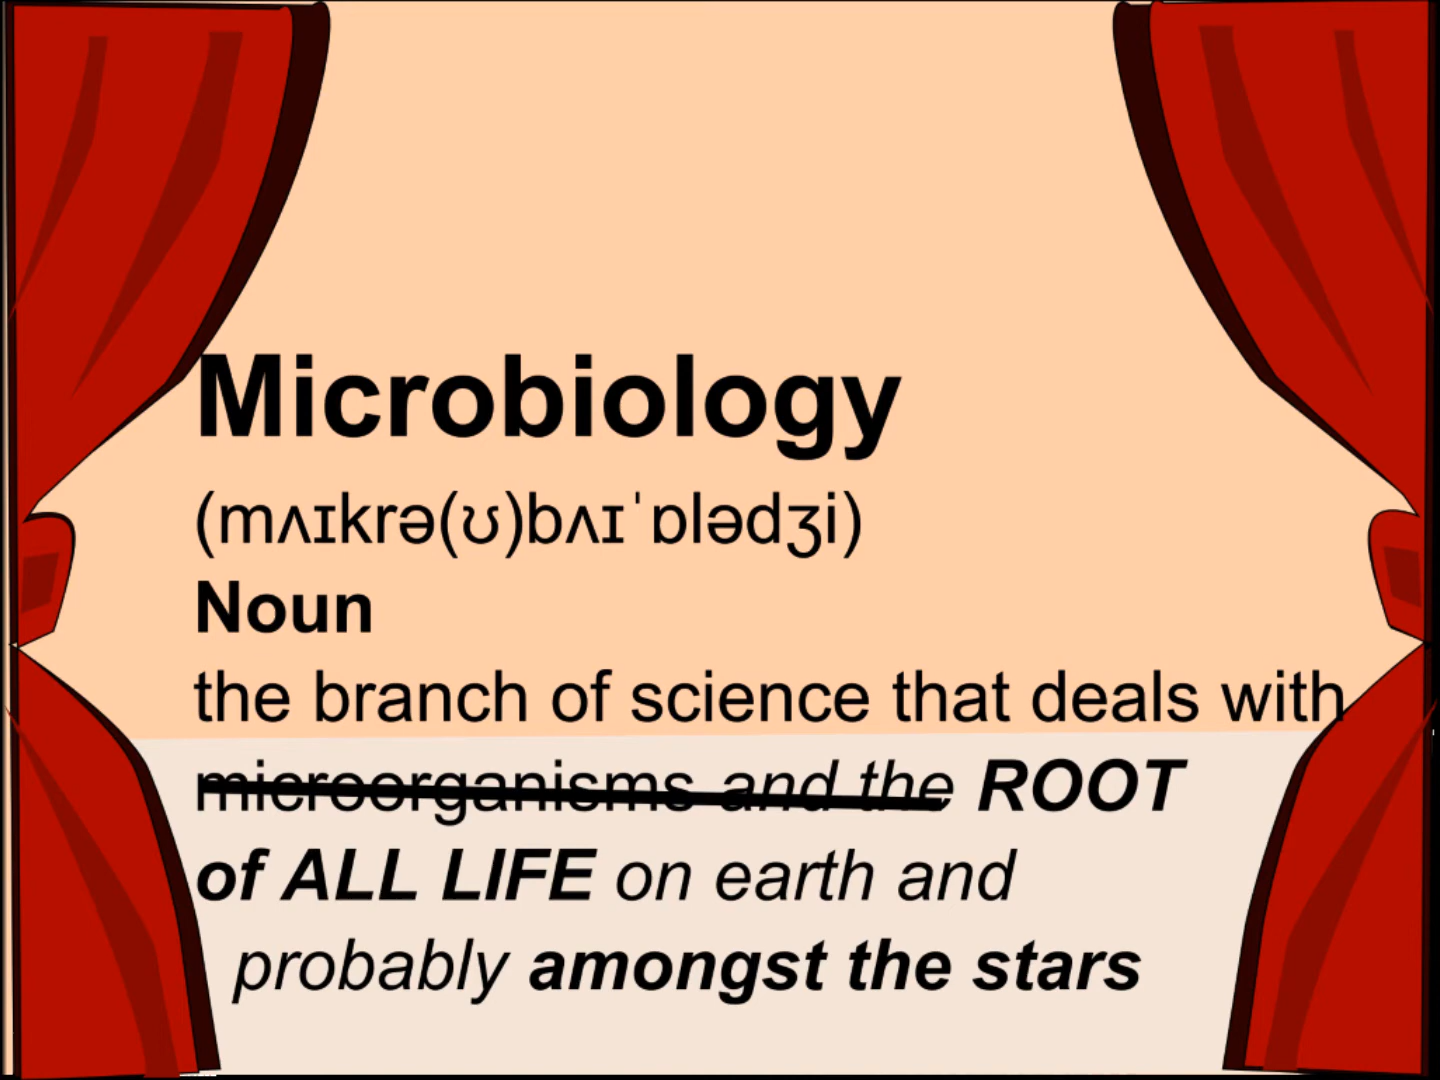 Microbiology
(mʌɪkrə(ʊ)bʌɪˈɒlədʒi)
Noun
the branch of science that deals with
microorganisms and the ROOT
of ALL LIFE on earth and
probably amongst the stars